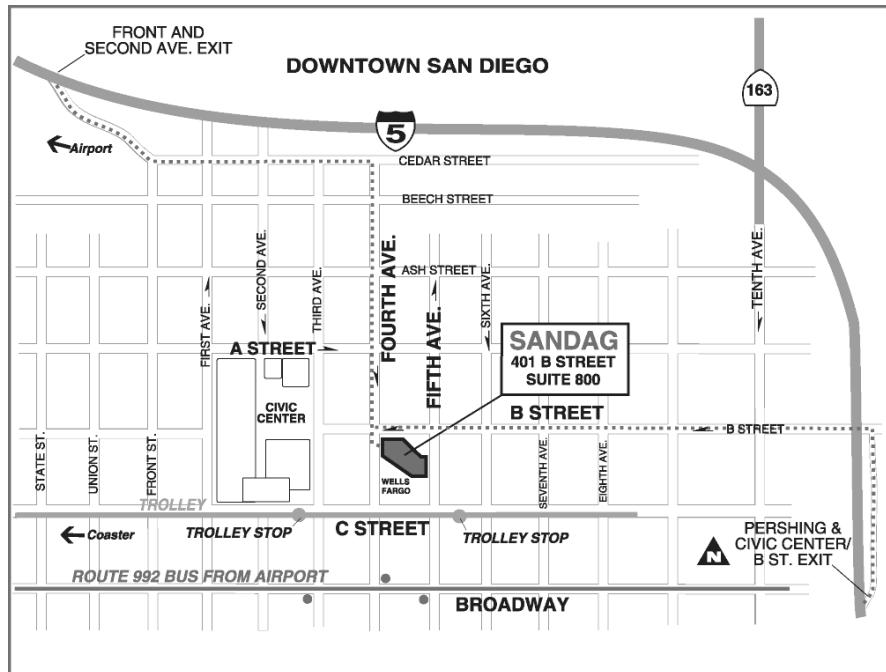 FRONT AND
SECOND AVE. EXIT
DOWNTOWN SAN DIEGO
163
5
Airport
CEDAR STREET
BEECH STREET
ASH STREET
FIRST AVE.
SECOND AVE.
THIRD AVE.
FOURTH AVE.
FIFTH AVE.
SIXTH AVE.
TENTH AVE.
A STREET
SANDAG
401 B STREET
SUITE 800
CIVIC
CENTER
B STREET
B STREET
STATE ST.
UNION ST.
FRONT ST.
SEVENTH AVE.
EIGHTH AVE.
WELLS
FARGO
TROLLEY
Coaster
TROLLEY STOP
C STREET
TROLLEY STOP
N
PERSHING &
CIVIC CENTER/
B ST. EXIT
ROUTE 992 BUS FROM AIRPORT
BROADWAY